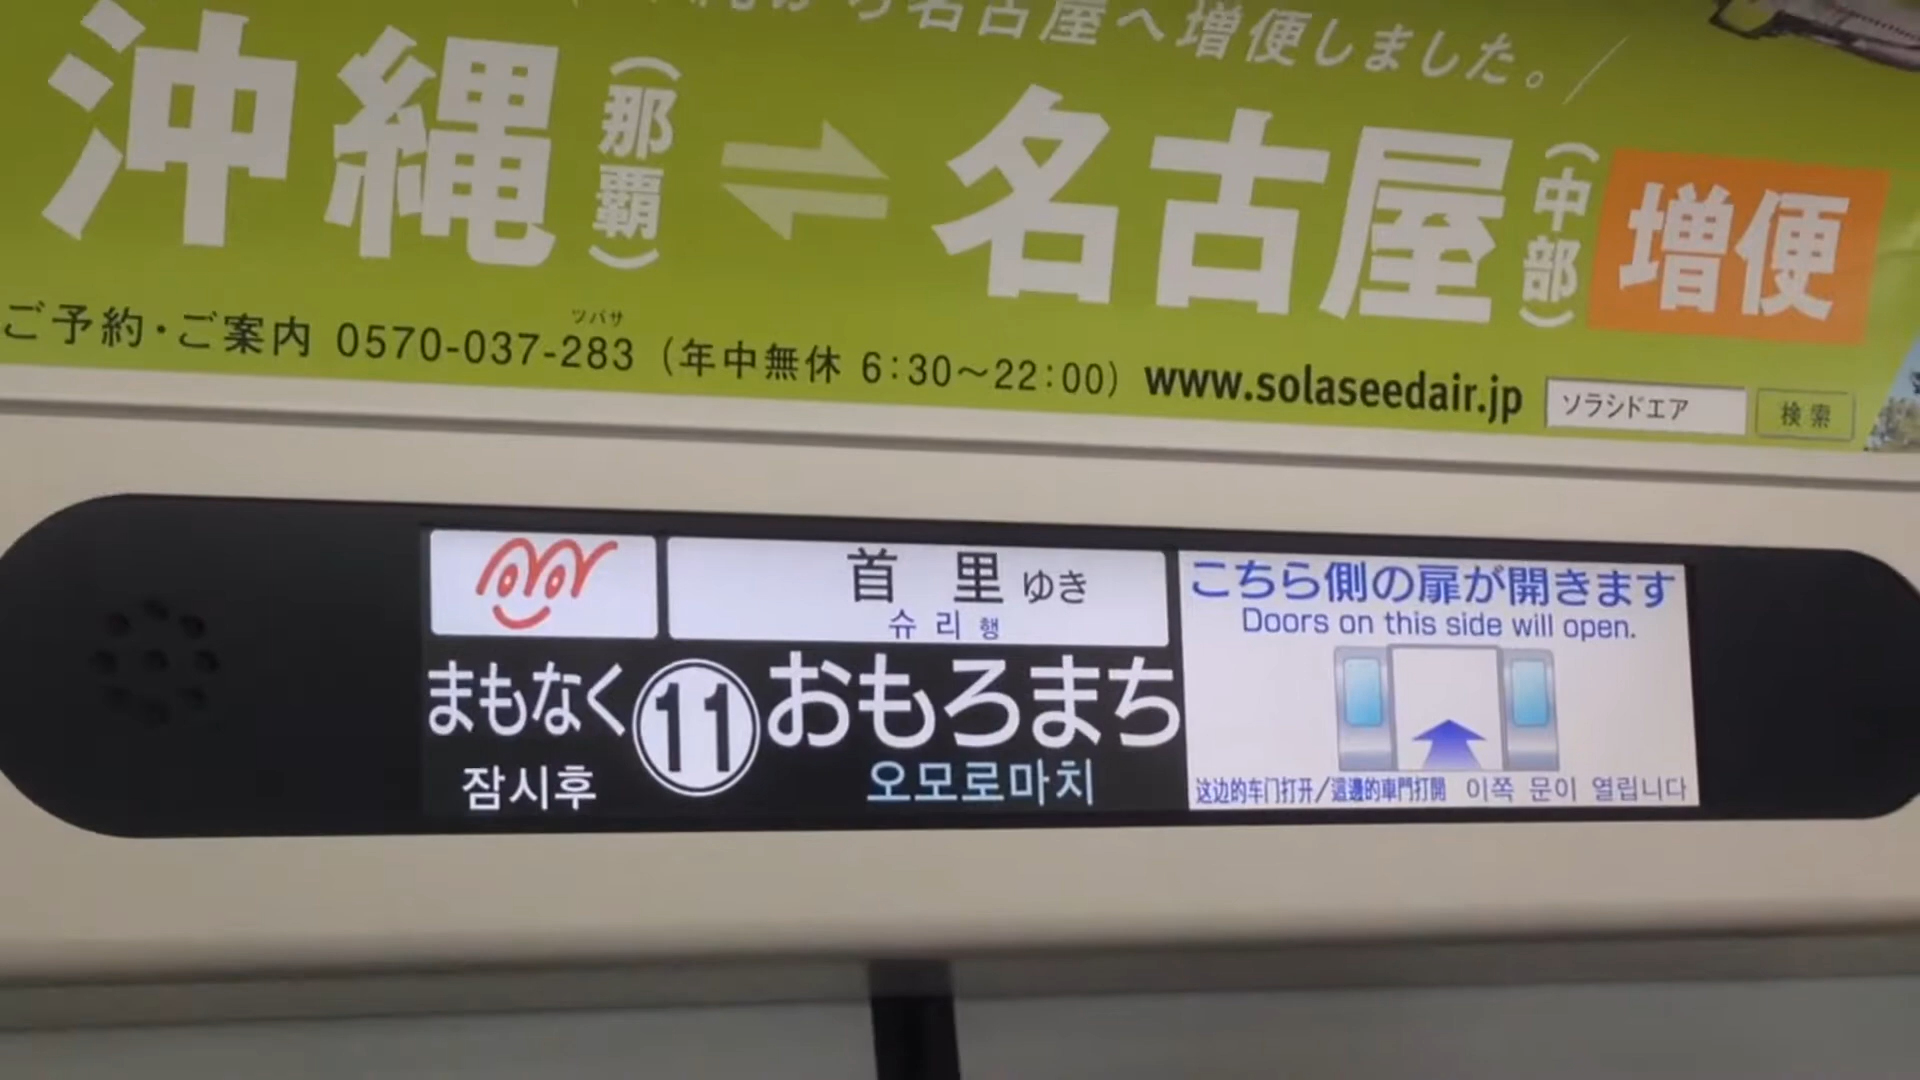 名古屋へ増便しました。
沖縄(那覇)⇌名古屋(中部)増便
ツバサ
ご予約・ご案内 0570-037-283 (年中無休 6:30～22:00) www.solaseedair.jp ソラシドエア 検索
首里ゆき
슈리행
まもなく ⑪ おもろまち
잠시후 오모로마치
こちら側の扉が開きます
Doors on this side will open.
这边的车门打开/這邊的車門打開 이쪽 문이 열립니다